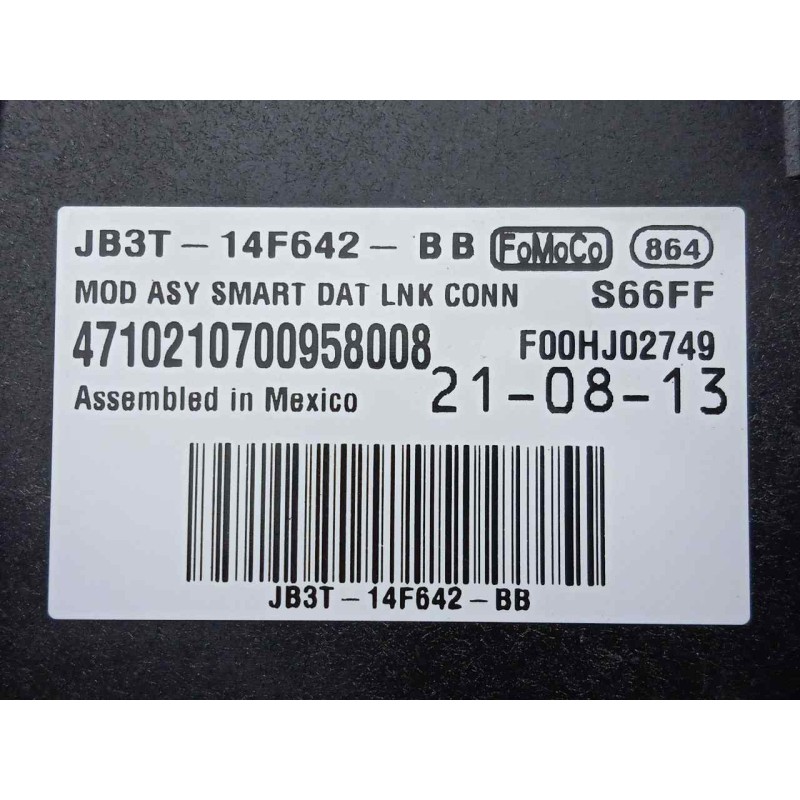 JB3T - 14F642 - BB FoMoCo 864
MOD ASY SMART DAT LNK CONN S66FF
4710210700958008 F00HJ02749
Assembled in Mexico 21-08-13
JB3T-14F642-BB